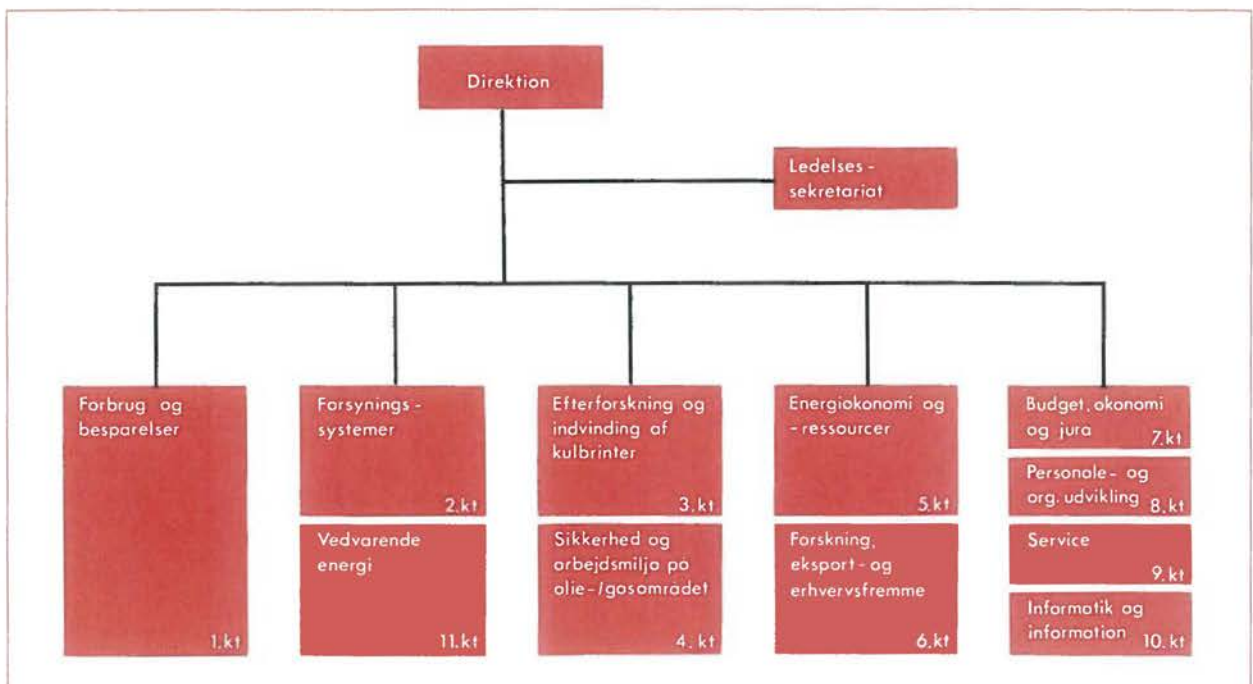 Direktion
Ledelses-
sekretariat
Forbrug og
besparelser
1.kt
Forsynings-
systemer
2.kt
Vedvarende
energi
11.kt
Efterforskning og
indvinding af
kulbrinter
3.kt
Sikkerhed og
arbejdsmiljø på
olie-/gasområdet
4.kt
Energiøkonomi og
-ressourcer
5.kt
Forskning,
eksport- og
erhvervsfremme
6.kt
Budget, økonomi
og jura
7.kt
Personale- og
org. udvikling
8.kt
Service
9.kt
Informatik og
information
10.kt